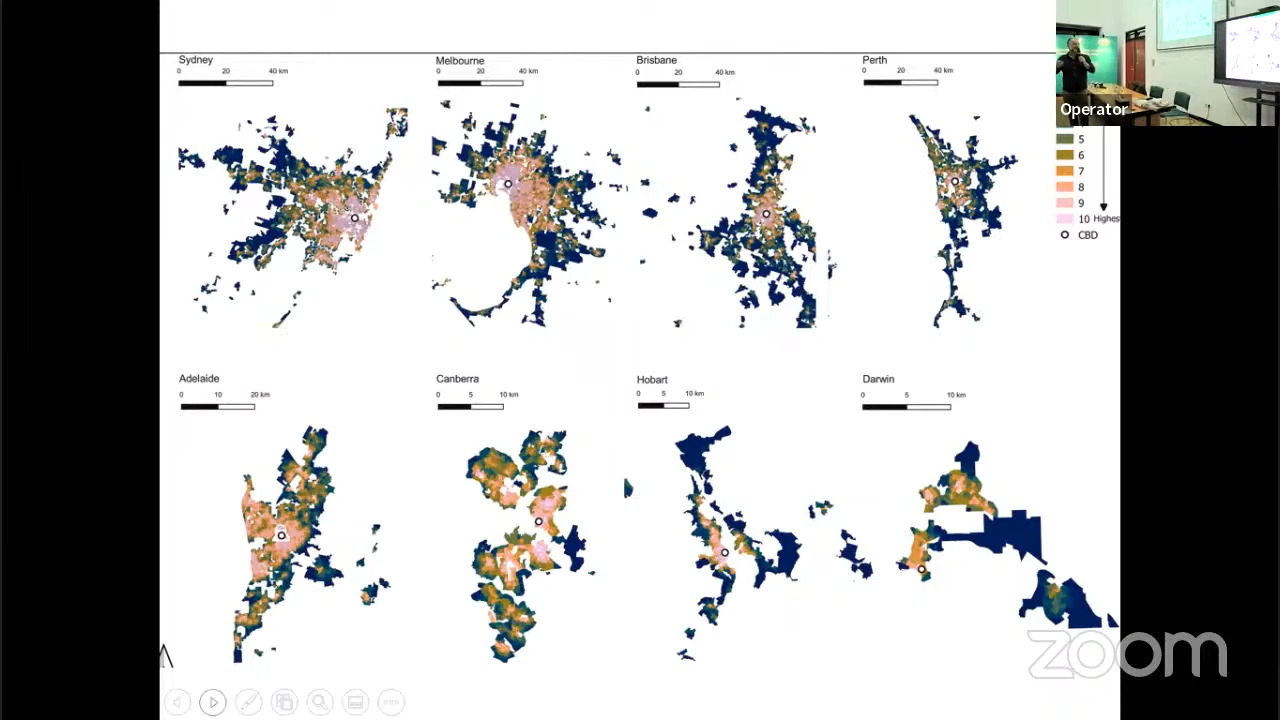 Sydney
0 20 40 km
Melbourne
0 20 40 km
Brisbane
0 20 40 km
Perth
0 20 40 km
Operator
5
6
7
8
9
10 Highest
CBD
Adelaide
0 10 20 km
Canberra
0 5 10 km
Hobart
0 5 10 km
Darwin
0 5 10 km
zoom